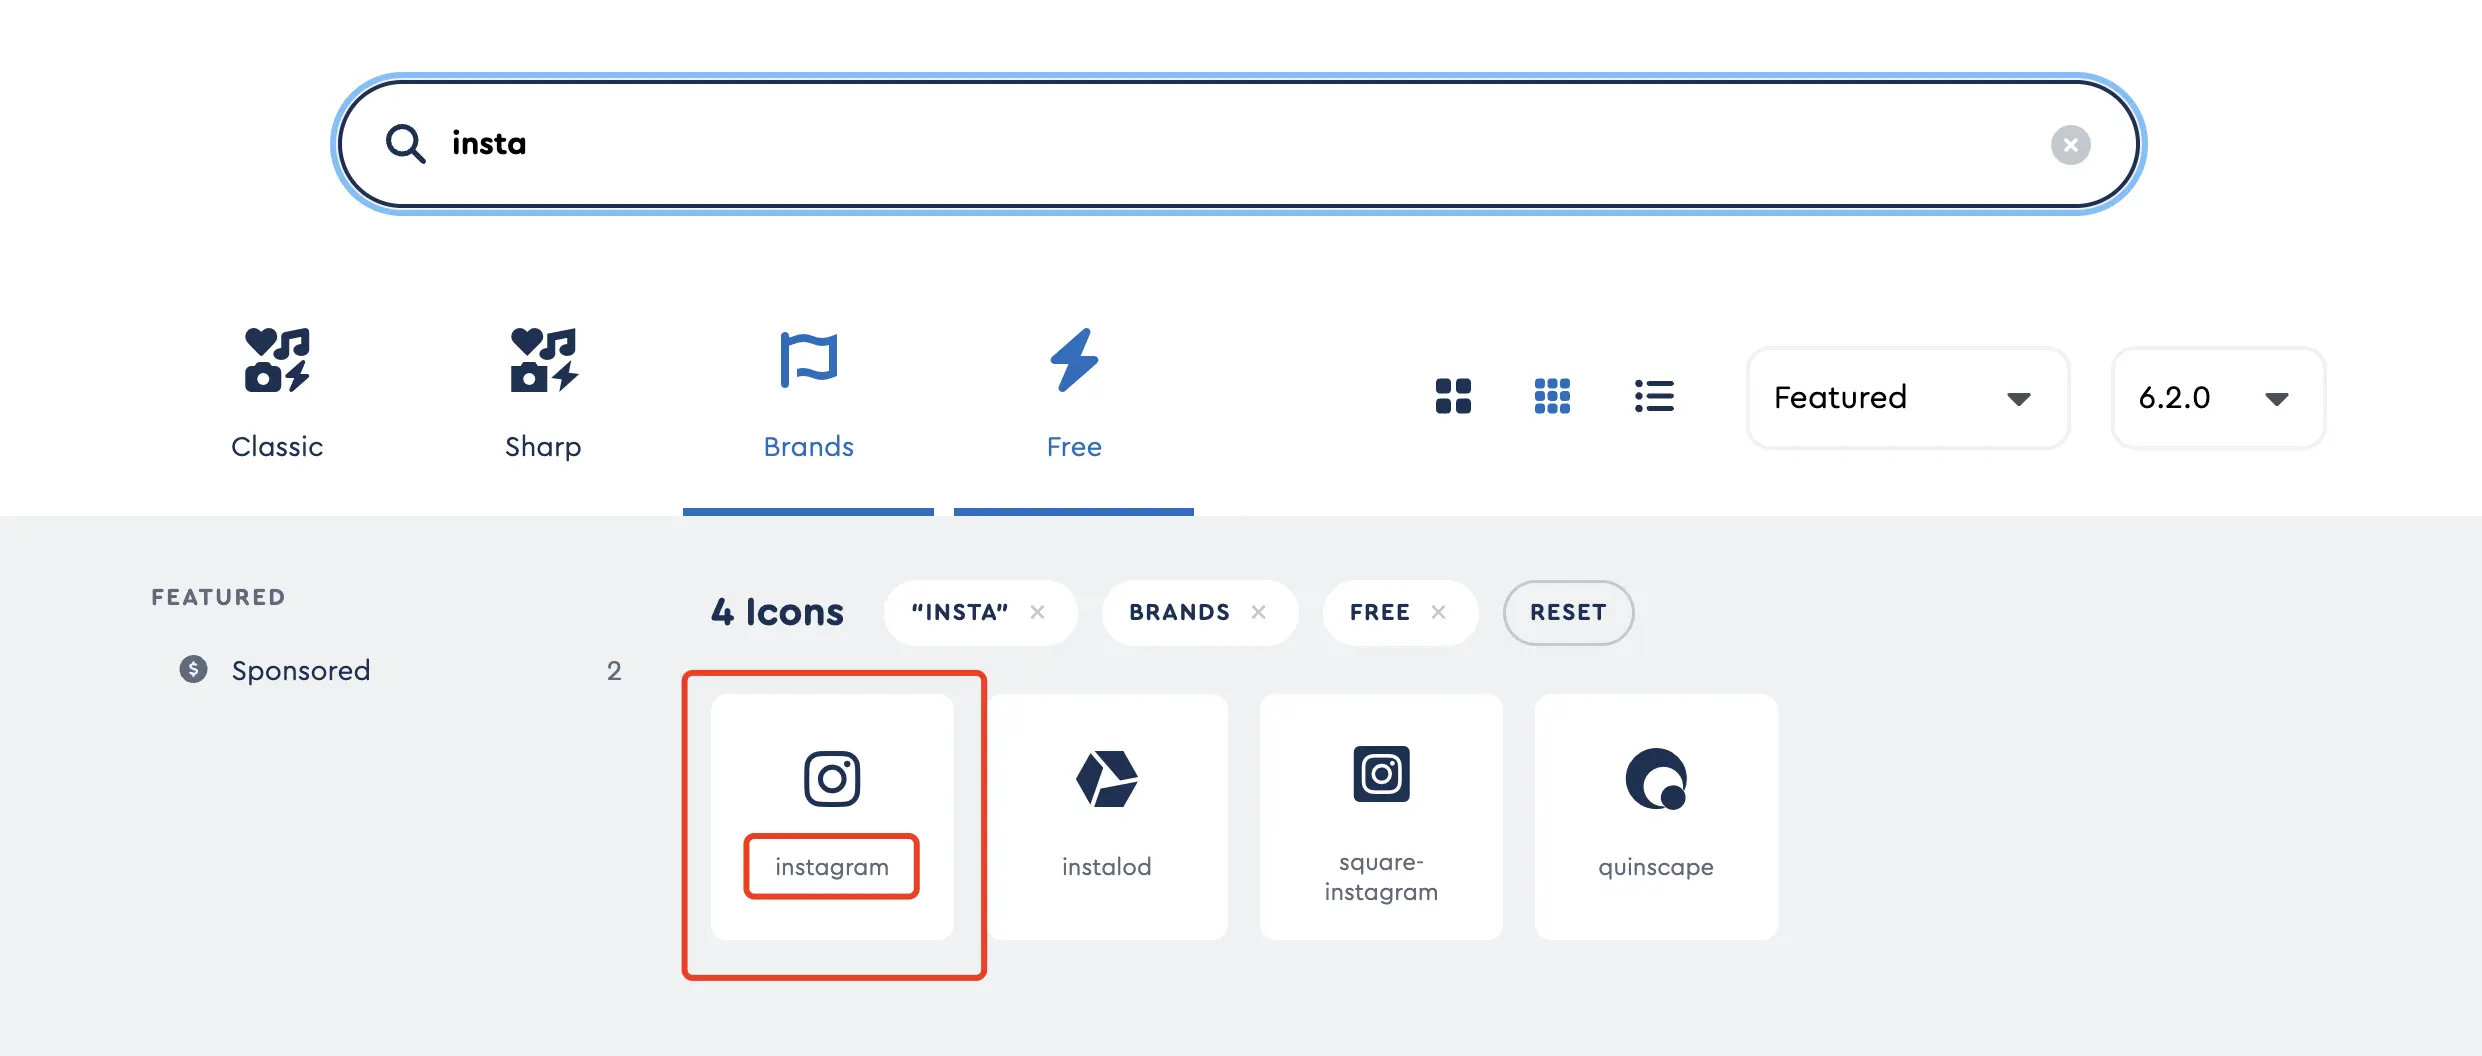 insta
Classic
Sharp
Brands
Free
Featured
6.2.0
FEATURED
Sponsored 2
4 Icons
“INSTA” ×
BRANDS ×
FREE ×
RESET
instagram
instalod
square-
instagram
quinscape